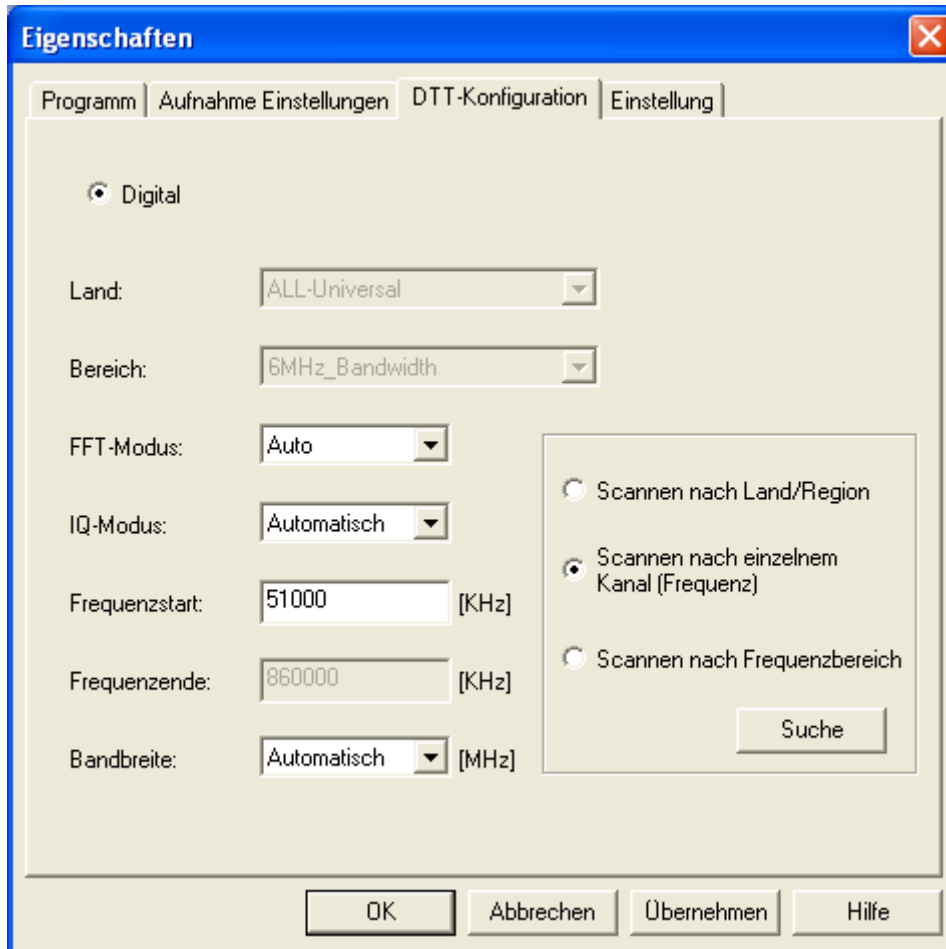 Eigenschaften
Programm
Aufnahme Einstellungen
DTT-Konfiguration
Einstellung
Digital
Land:
ALL-Universal
Bereich:
6MHz_Bandwidth
FFT-Modus:
Auto
IQ-Modus:
Automatisch
Frequenzstart:
51000
[KHz]
Frequenzende:
860000
[KHz]
Bandbreite:
Automatisch
[MHz]
Scannen nach Land/Region
Scannen nach einzelnem
Kanal (Frequenz)
Scannen nach Frequenzbereich
Suche
OK
Abbrechen
Übernehmen
Hilfe